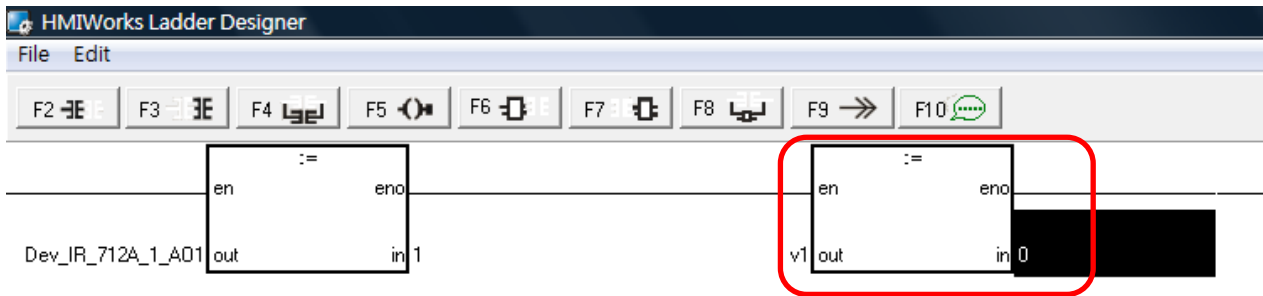 HMIWorks Ladder Designer
File Edit
F2 F3 F4 F5 F6 F7 F8 F9 F10
:= :=
en eno en eno
Dev_IR_712A_1_AO1 out in 1 v1 out in 0